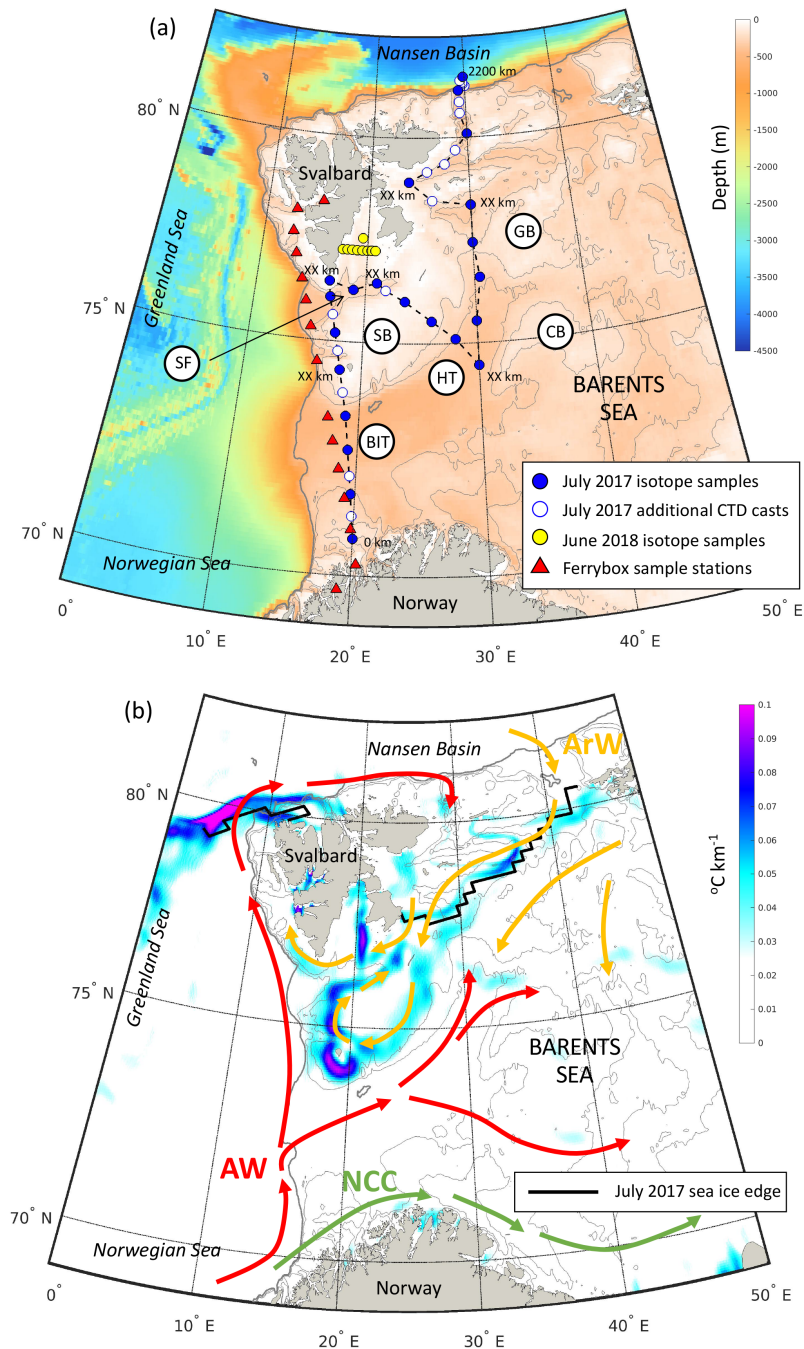 (a)
Nansen Basin
2200 km
80° N
Svalbard
XX km
XX km
GB
Greenland Sea
XX km
XX km
75° N
SB
CB
SF
HT
XX km
XX km
BARENTS
SEA
BIT
70° N
0 km
Norwegian Sea
Norway
0°
10° E
20° E
30° E
40° E
50° E
July 2017 isotope samples
July 2017 additional CTD casts
June 2018 isotope samples
Ferrybox sample stations
0
-500
-1000
-1500
-2000
-2500
-3000
-3500
-4000
-4500
Depth (m)
(b)
Nansen Basin
ArW
80° N
Svalbard
Greenland Sea
75° N
BARENTS
SEA
AW
NCC
July 2017 sea ice edge
70° N
Norwegian Sea
Norway
0°
10° E
20° E
30° E
40° E
50° E
0.1
0.09
0.08
0.07
0.06
0.05
0.04
0.03
0.02
0.01
0
°C km⁻¹